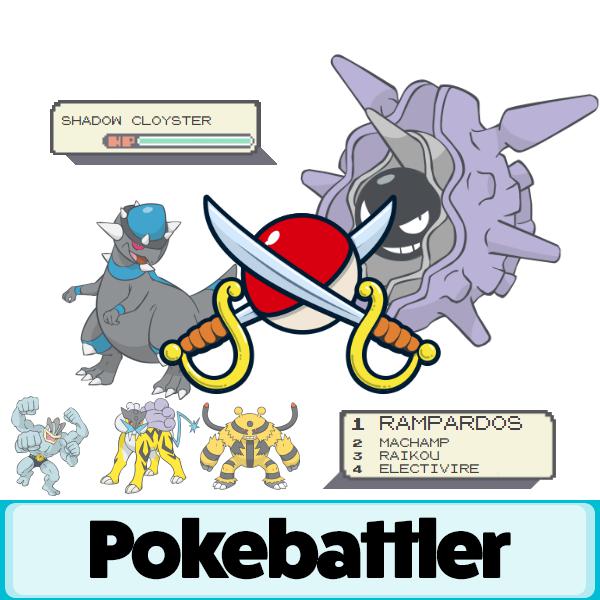 SHADOW CLOYSTER
HP
1 RAMPARDOS
2 MACHAMP
3 RAIKOU
4 ELECTIVIRE
Pokebattler